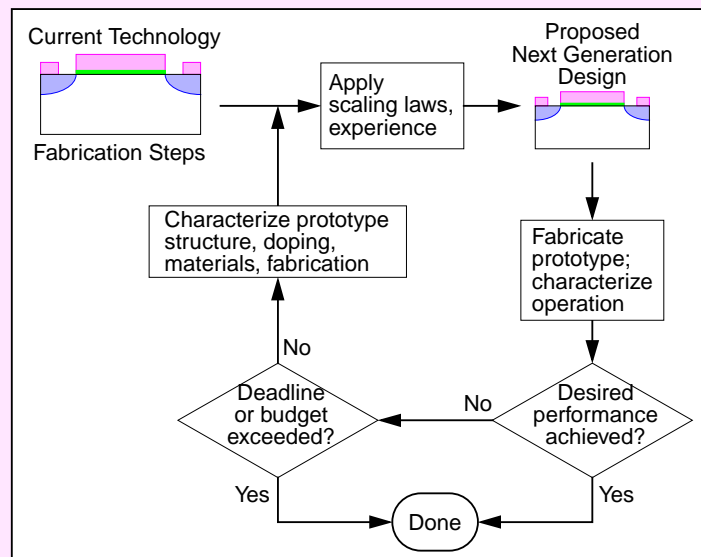 Current Technology
Fabrication Steps
Apply
scaling laws,
experience
Proposed
Next Generation
Design
Fabricate
prototype;
characterize
operation
Desired
performance
achieved?
No
Yes
Deadline
or budget
exceeded?
No
Yes
Characterize prototype
structure, doping,
materials, fabrication
Done